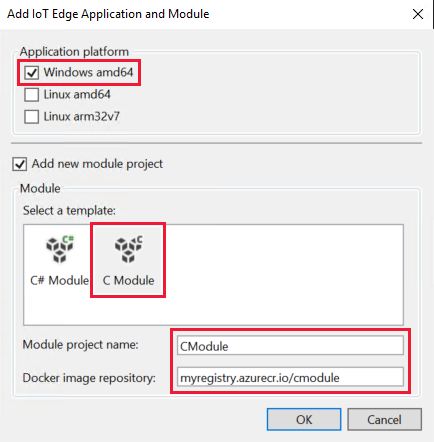 Add IoT Edge Application and Module
Application platform
Windows amd64
Linux amd64
Linux arm32v7
Add new module project
Module
Select a template:
C#
C
C# Module
C Module
Module project name:
CModule
Docker image repository:
myregistry.azurecr.io/cmodule
OK
Cancel